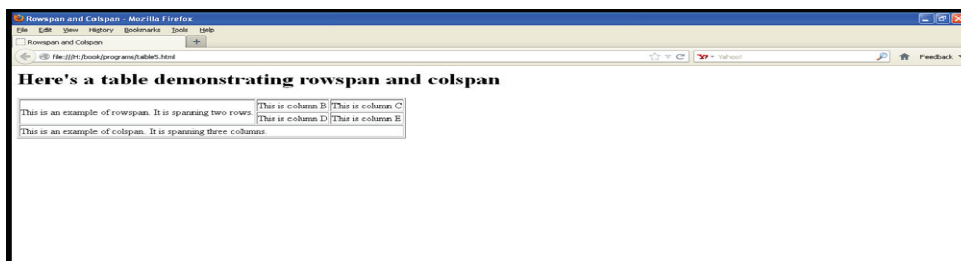 Rowspan and Colspan - Mozilla Firefox
File Edit View History Bookmarks Tools Help
Rowspan and Colspan
file:///H:/book/programs/table5.html
Yahoo!
Feedback
Here's a table demonstrating rowspan and colspan
This is an example of rowspan. It is spanning two rows.
This is column B This is column C
This is column D This is column E
This is an example of colspan. It is spanning three columns.